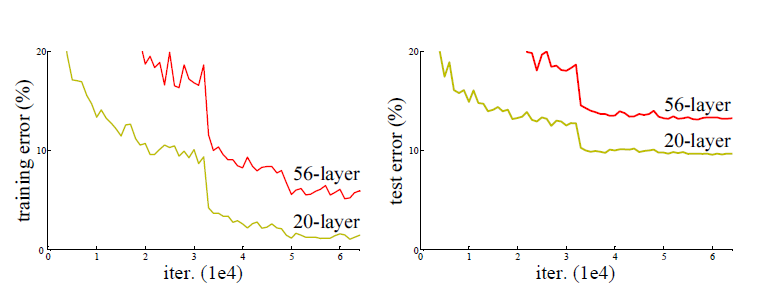 20
10
0
training error (%)
56-layer
20-layer
0 1 2 3 4 5 6
iter. (1e4)
20
10
0
test error (%)
56-layer
20-layer
0 1 2 3 4 5 6
iter. (1e4)